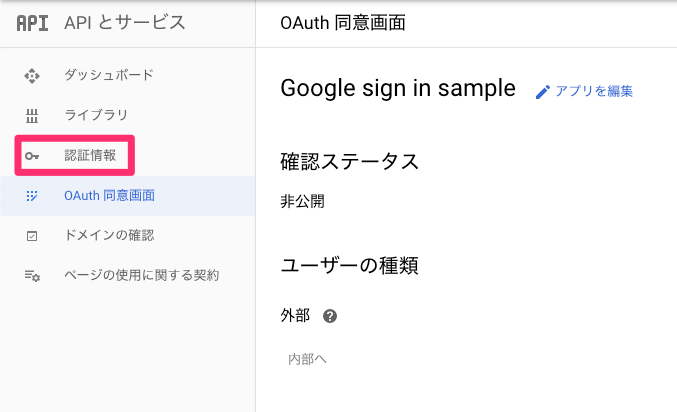 API API とサービス
OAuth 同意画面
ダッシュボード
ライブラリ
認証情報
OAuth 同意画面
ドメインの確認
ページの使用に関する契約
Google sign in sample
アプリを編集
確認ステータス
非公開
ユーザーの種類
外部 ?
内部へ